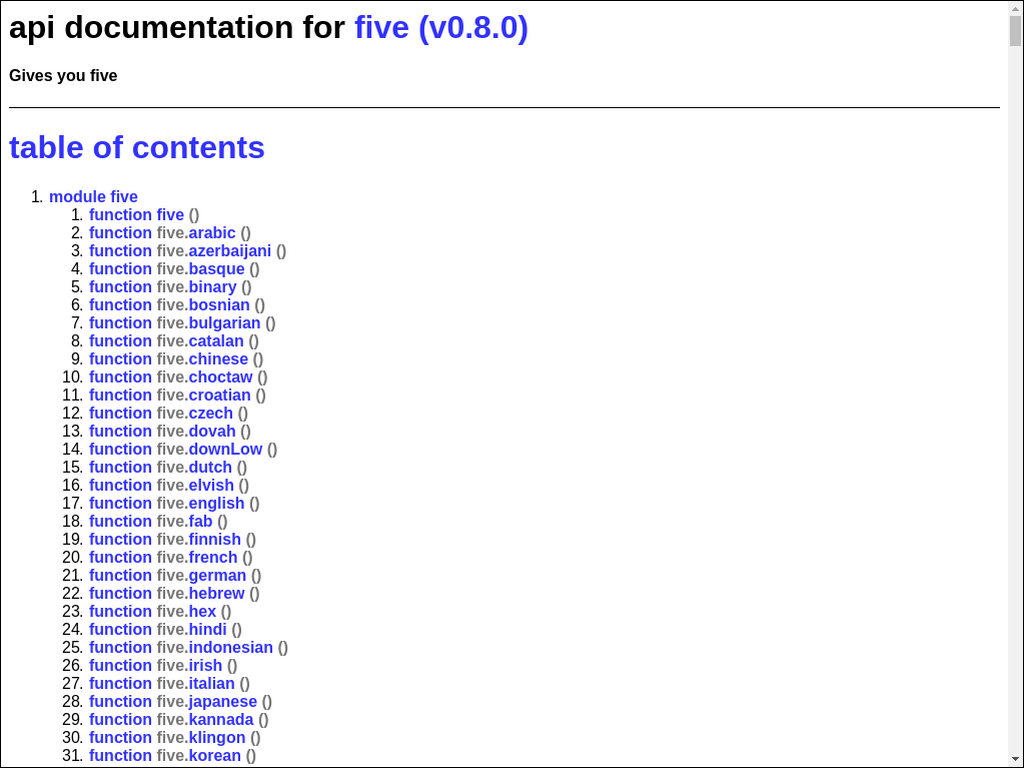 api documentation for five (v0.8.0)
Gives you five
table of contents
1. module five
1. function five ()
2. function five.arabic ()
3. function five.azerbaijani ()
4. function five.basque ()
5. function five.binary ()
6. function five.bosnian ()
7. function five.bulgarian ()
8. function five.catalan ()
9. function five.chinese ()
10. function five.choctaw ()
11. function five.croatian ()
12. function five.czech ()
13. function five.dovah ()
14. function five.downLow ()
15. function five.dutch ()
16. function five.elvish ()
17. function five.english ()
18. function five.fab ()
19. function five.finnish ()
20. function five.french ()
21. function five.german ()
22. function five.hebrew ()
23. function five.hex ()
24. function five.hindi ()
25. function five.indonesian ()
26. function five.irish ()
27. function five.italian ()
28. function five.japanese ()
29. function five.kannada ()
30. function five.klingon ()
31. function five.korean ()